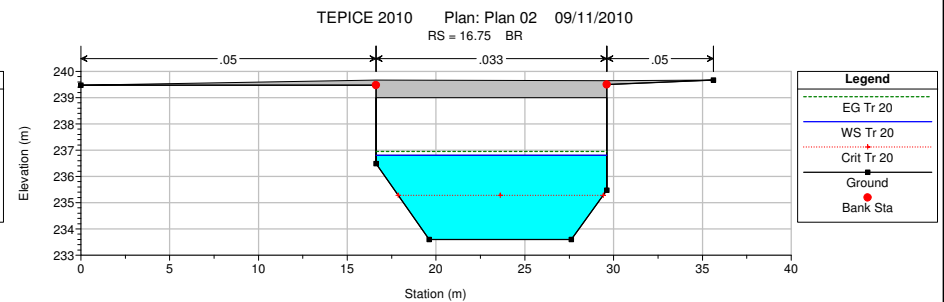 TEPICE 2010 Plan: Plan 02 09/11/2010
RS = 16.75 BR
.05 .033 .05
240
239
238
237
236
235
234
233
Elevation (m)
0 5 10 15 20 25 30 35 40
Station (m)
Legend
EG Tr 20
WS Tr 20
Crit Tr 20
Ground
Bank Sta